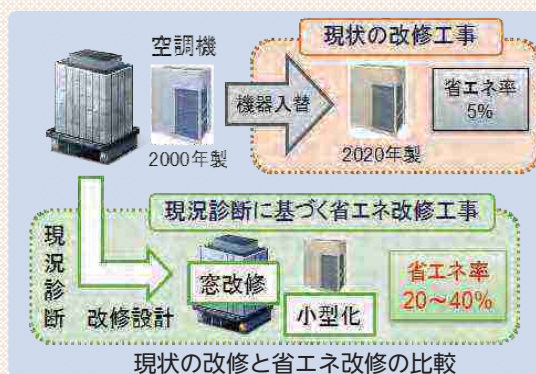 現状の改修工事
空調機
機器入替
省エネ率
5%
2000年製
2020年製
現況診断に基づく省エネ改修工事
現況診断
改修設計
窓改修
小型化
省エネ率
20～40%
現状の改修と省エネ改修の比較